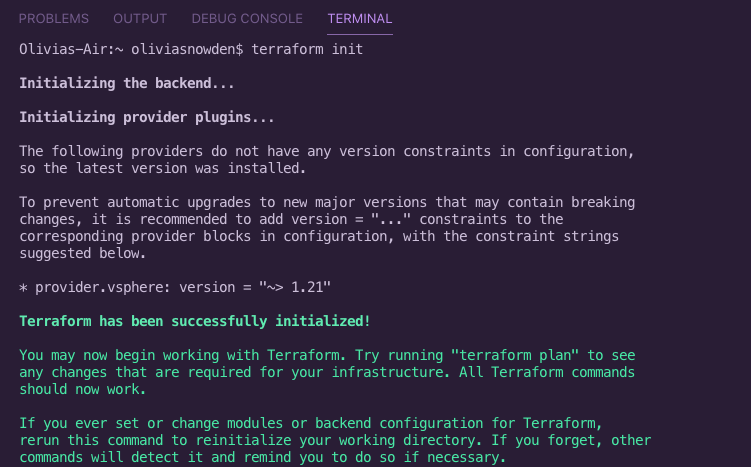 PROBLEMS OUTPUT DEBUG CONSOLE TERMINAL
Olivias-Air:~ oliviasnowden$ terraform init
Initializing the backend...
Initializing provider plugins...
The following providers do not have any version constraints in configuration,
so the latest version was installed.
To prevent automatic upgrades to new major versions that may contain breaking
changes, it is recommended to add version = "..." constraints to the
corresponding provider blocks in configuration, with the constraint strings
suggested below.
* provider.vsphere: version = "~> 1.21"
Terraform has been successfully initialized!
You may now begin working with Terraform. Try running "terraform plan" to see
any changes that are required for your infrastructure. All Terraform commands
should now work.
If you ever set or change modules or backend configuration for Terraform,
rerun this command to reinitialize your working directory. If you forget, other
commands will detect it and remind you to do so if necessary.